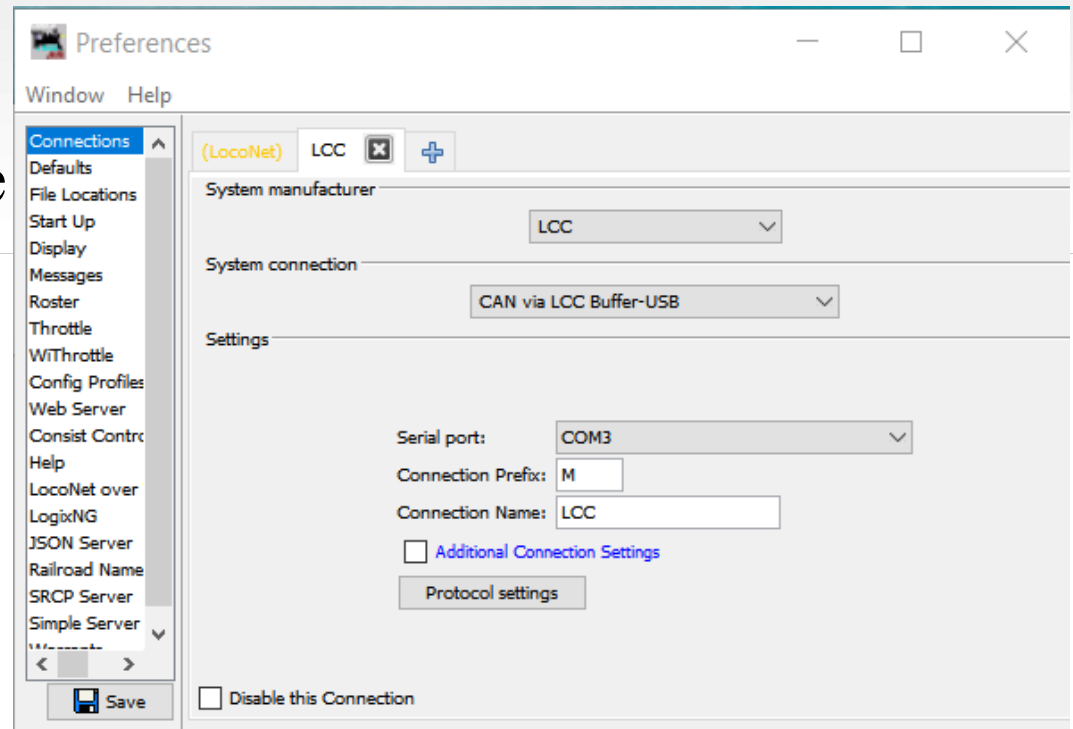 Preferences
Window Help
Connections
Defaults
File Locations
Start Up
Display
Messages
Roster
Throttle
WiThrottle
Config Profiles
Web Server
Consist Contro
Help
LocoNet over
LogixNG
JSON Server
Railroad Name
SRCP Server
Simple Server
Warrants
Save
(LocoNet) LCC
System manufacturer
LCC
System connection
CAN via LCC Buffer-USB
Settings
Serial port: COM3
Connection Prefix: M
Connection Name: LCC
Additional Connection Settings
Protocol settings
Disable this Connection